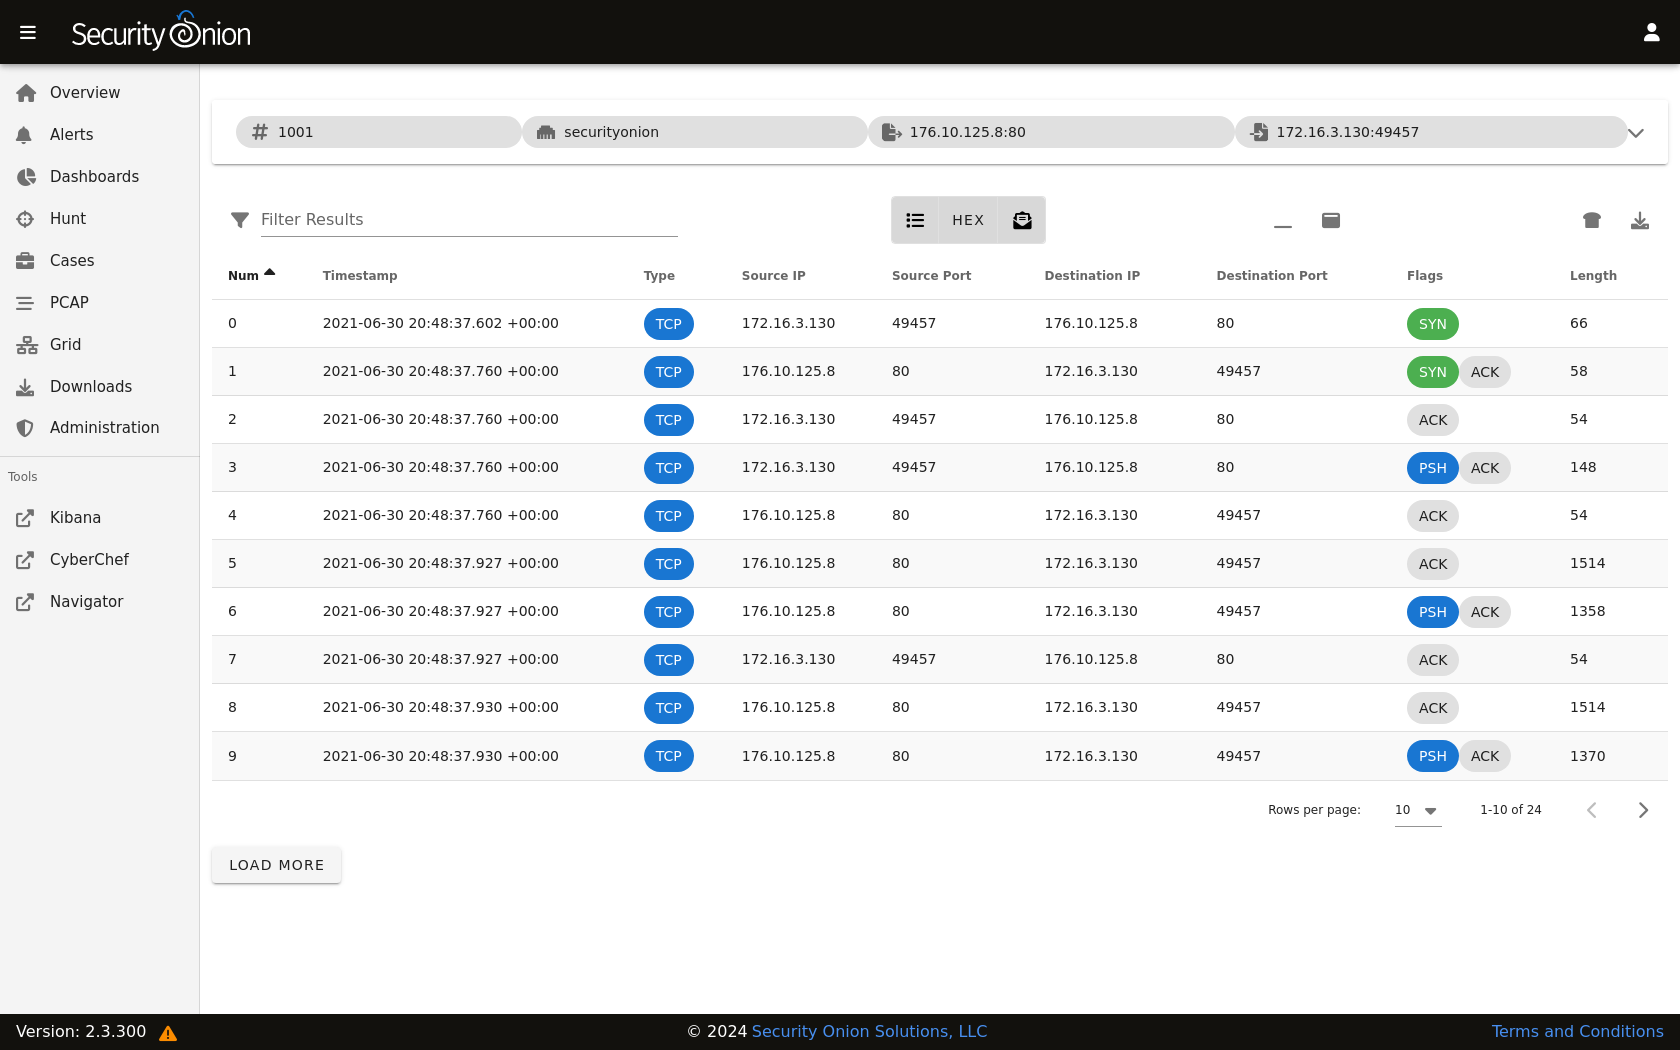 Security Onion
Overview
Alerts
Dashboards
Hunt
Cases
PCAP
Grid
Downloads
Administration
Tools
Kibana
CyberChef
Navigator
1001 securityonion 176.10.125.8:80 172.16.3.130:49457
Filter Results HEX
Num Timestamp Type Source IP Source Port Destination IP Destination Port Flags Length
0 2021-06-30 20:48:37.602 +00:00 TCP 172.16.3.130 49457 176.10.125.8 80 SYN 66
1 2021-06-30 20:48:37.760 +00:00 TCP 176.10.125.8 80 172.16.3.130 49457 SYN ACK 58
2 2021-06-30 20:48:37.760 +00:00 TCP 172.16.3.130 49457 176.10.125.8 80 ACK 54
3 2021-06-30 20:48:37.760 +00:00 TCP 172.16.3.130 49457 176.10.125.8 80 PSH ACK 148
4 2021-06-30 20:48:37.760 +00:00 TCP 176.10.125.8 80 172.16.3.130 49457 ACK 54
5 2021-06-30 20:48:37.927 +00:00 TCP 176.10.125.8 80 172.16.3.130 49457 ACK 1514
6 2021-06-30 20:48:37.927 +00:00 TCP 176.10.125.8 80 172.16.3.130 49457 PSH ACK 1358
7 2021-06-30 20:48:37.927 +00:00 TCP 172.16.3.130 49457 176.10.125.8 80 ACK 54
8 2021-06-30 20:48:37.930 +00:00 TCP 176.10.125.8 80 172.16.3.130 49457 ACK 1514
9 2021-06-30 20:48:37.930 +00:00 TCP 176.10.125.8 80 172.16.3.130 49457 PSH ACK 1370
Rows per page: 10 1-10 of 24
LOAD MORE
Version: 2.3.300 © 2024 Security Onion Solutions, LLC Terms and Conditions